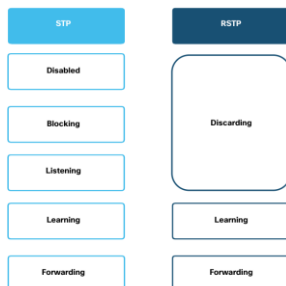 STP
RSTP
Disabled
Blocking
Discarding
Listening
Learning
Learning
Forwarding
Forwarding